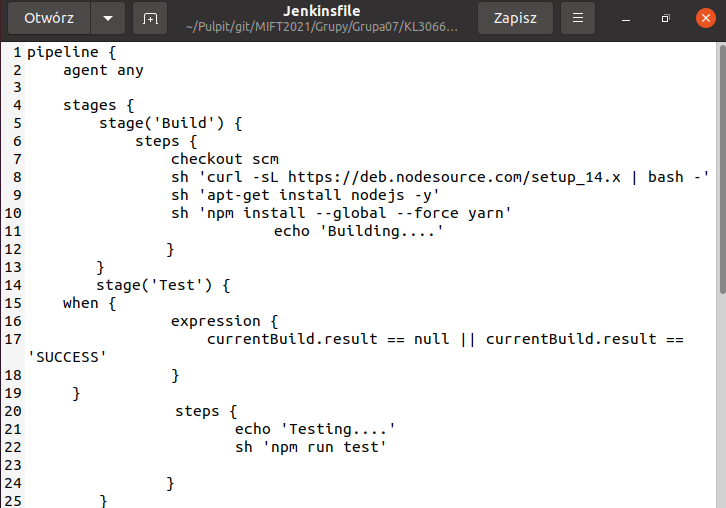 Otwórz
Jenkinsfile
~/Pulpit/git/MIFT2021/Grupy/Grupa07/KL3066…
Zapisz
1 pipeline {
2     agent any
3
4     stages {
5         stage('Build') {
6             steps {
7                 checkout scm
8                 sh 'curl -sL https://deb.nodesource.com/setup_14.x | bash -'
9                 sh 'apt-get install nodejs -y'
10                 sh 'npm install --global --force yarn'
11                            echo 'Building....'
12                }
13        }
14        stage('Test') {
15     when {
16                 expression {
17                     currentBuild.result == null || currentBuild.result ==
'SUCCESS'
18                 }
19      }
20                 steps {
21                        echo 'Testing....'
22                        sh 'npm run test'
23
24                }
25         }